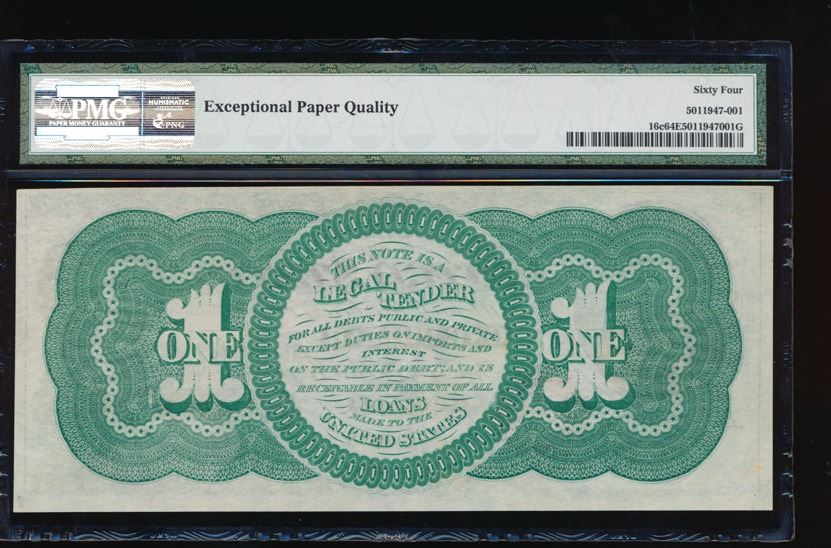 PMG
PAPER MONEY GUARANTY
NUMISMATIC
PNG
Exceptional Paper Quality
Sixty Four
5011947-001
16c64E5011947001G
THIS NOTE IS A
LEGAL
TENDER
FOR ALL DEBTS PUBLIC AND PRIVATE
EXCEPT DUTIES ON IMPORTS AND
INTEREST
ON THE PUBLIC DEBT; AND IS
RECEIVABLE IN PAYMENT OF ALL
LOANS
MADE TO THE
UNITED STATES
1
ONE
1
ONE